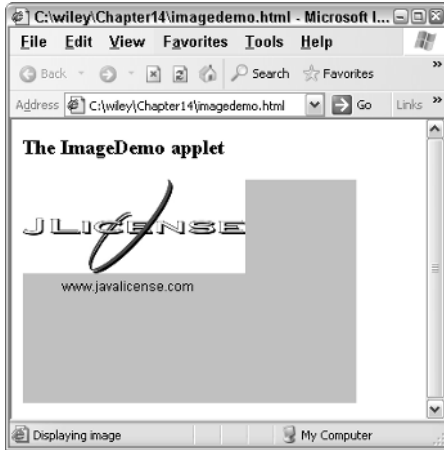 C:\wiley\Chapter14\imagedemo.html - Microsoft I...
File Edit View Favorites Tools Help
Back Search Favorites »
Address C:\wiley\Chapter14\imagedemo.html Go Links »
The ImageDemo applet
JLICENSE
www.javalicense.com
Displaying image My Computer